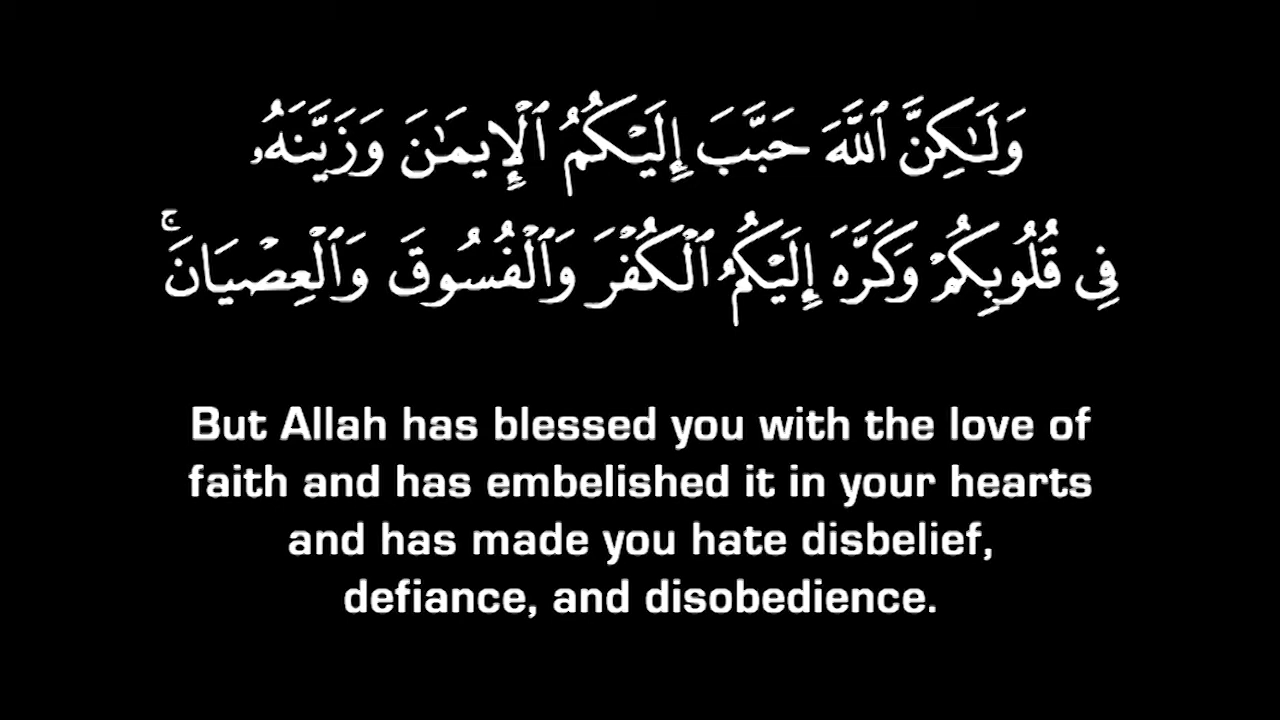 وَلَـٰكِنَّ ٱللَّهَ حَبَّبَ إِلَيۡكُمُ ٱلۡإِيمَـٰنَ وَزَيَّنَهُۥ
فِي قُلُوبِكُمۡ وَكَرَّهَ إِلَيۡكُمُ ٱلۡكُفۡرَ وَٱلۡفُسُوقَ وَٱلۡعِصۡيَانَۚ
But Allah has blessed you with the love of
faith and has embelished it in your hearts
and has made you hate disbelief,
defiance, and disobedience.